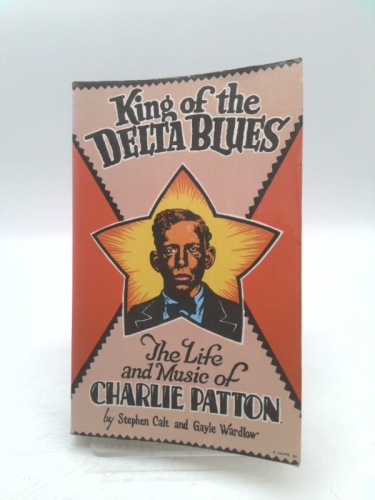 King of the
DELTA BLUES
The Life
and Music of
CHARLIE PATTON
by Stephen Calt and Gayle Wardlow